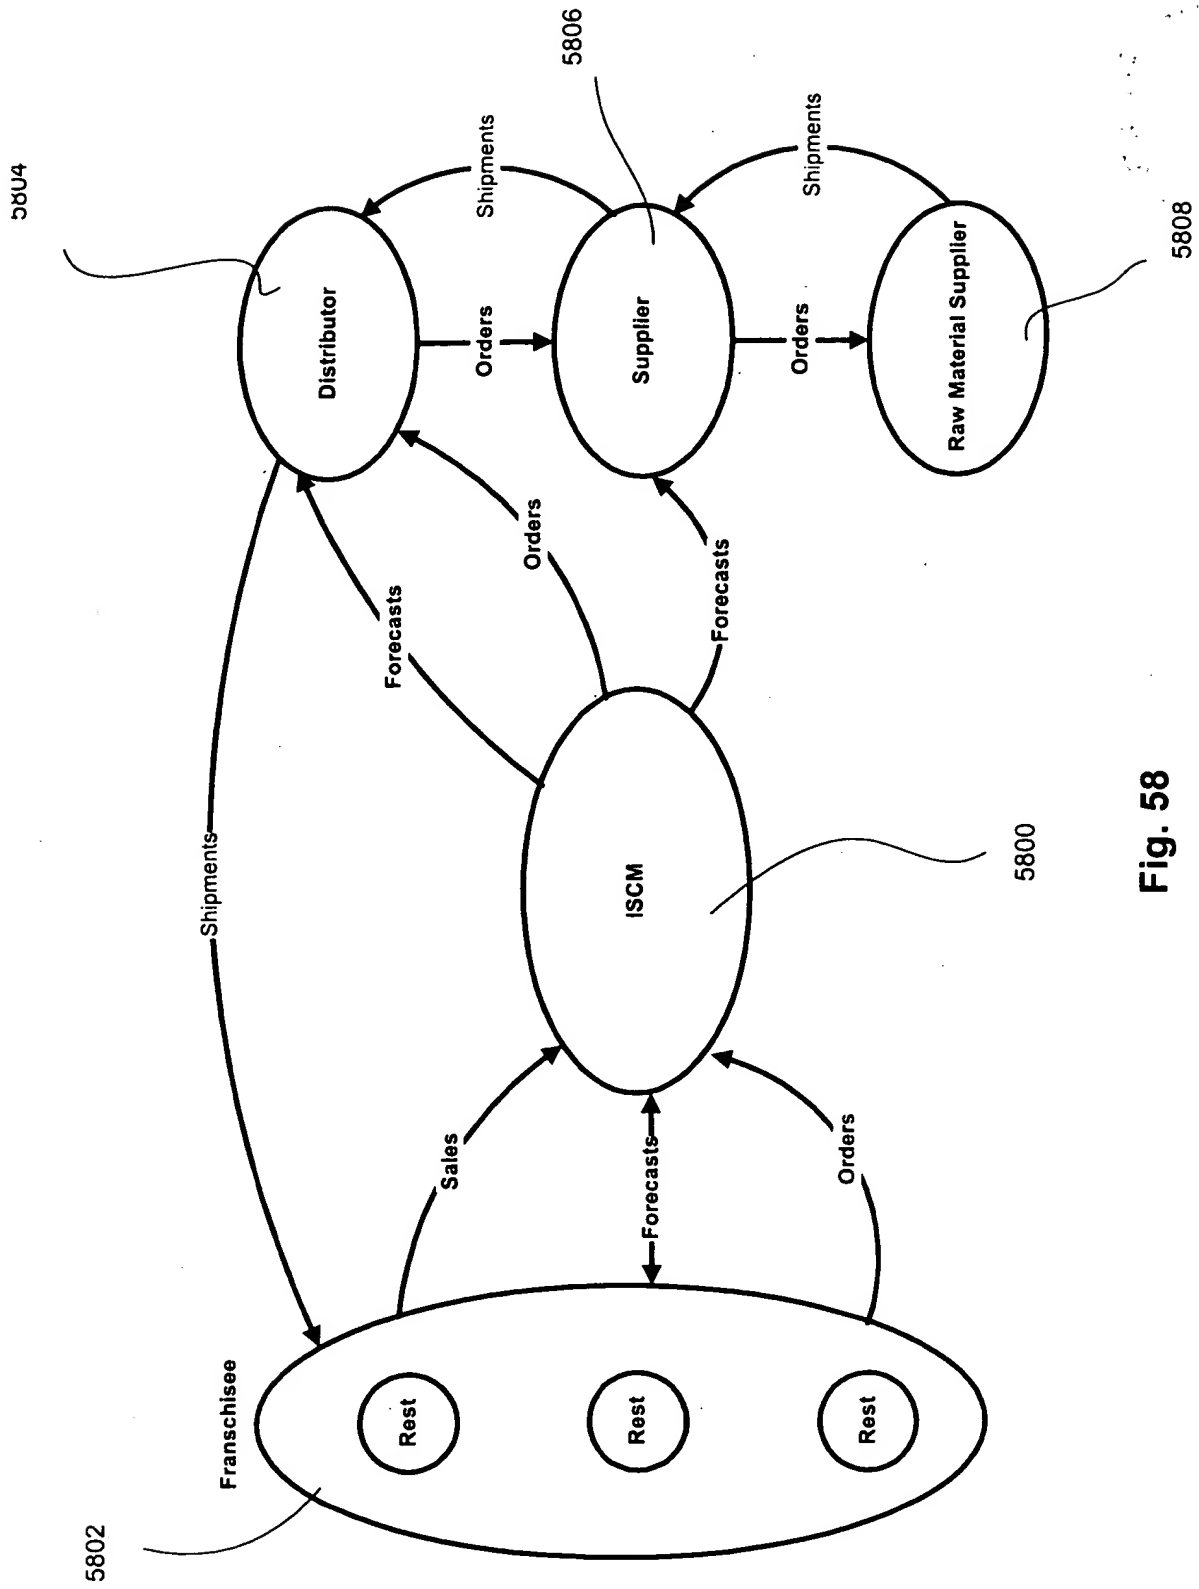 5804
5806
Shipments
Shipments
Distributor
Orders
Supplier
Orders
Raw Material Supplier
5808
Forecasts
Orders
Forecasts
Shipments
ISCM
5800
Sales
Forecasts
Orders
Franschisee
Rest
Rest
Rest
5802
Fig. 58